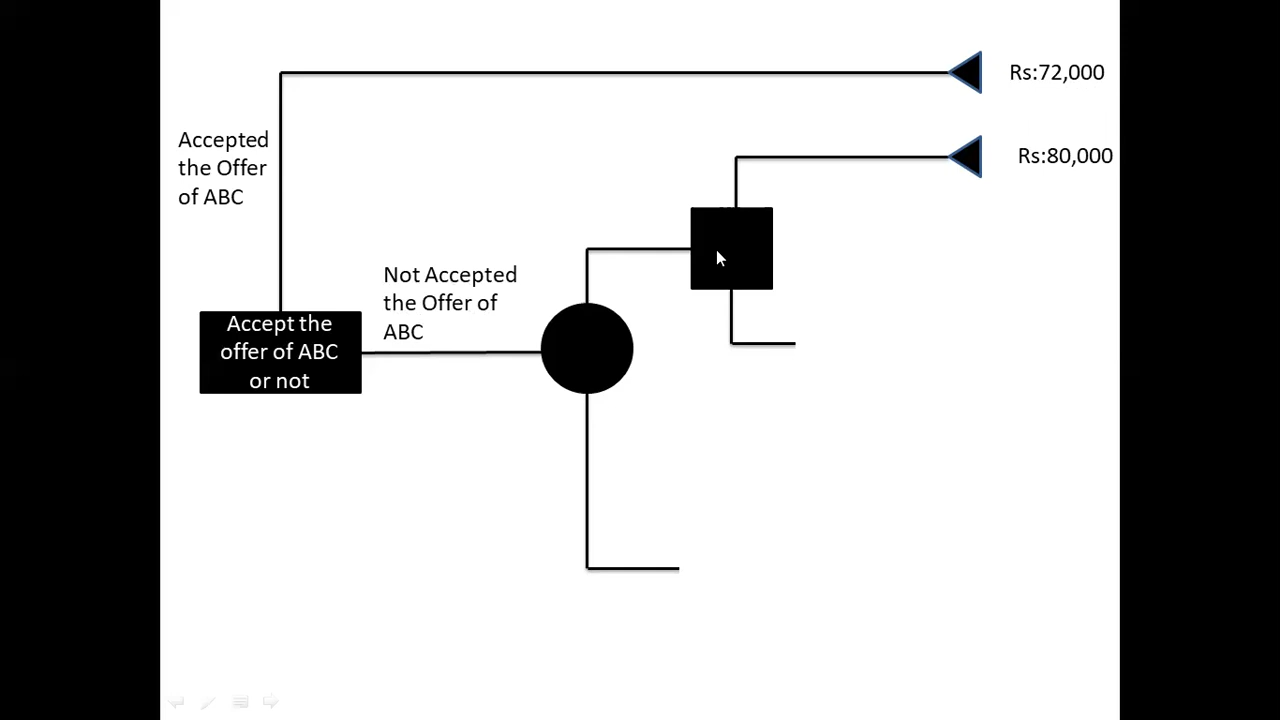 Rs:72,000
Accepted
the Offer
of ABC
Rs:80,000
Not Accepted
the Offer of
ABC
Accept the
offer of ABC
or not